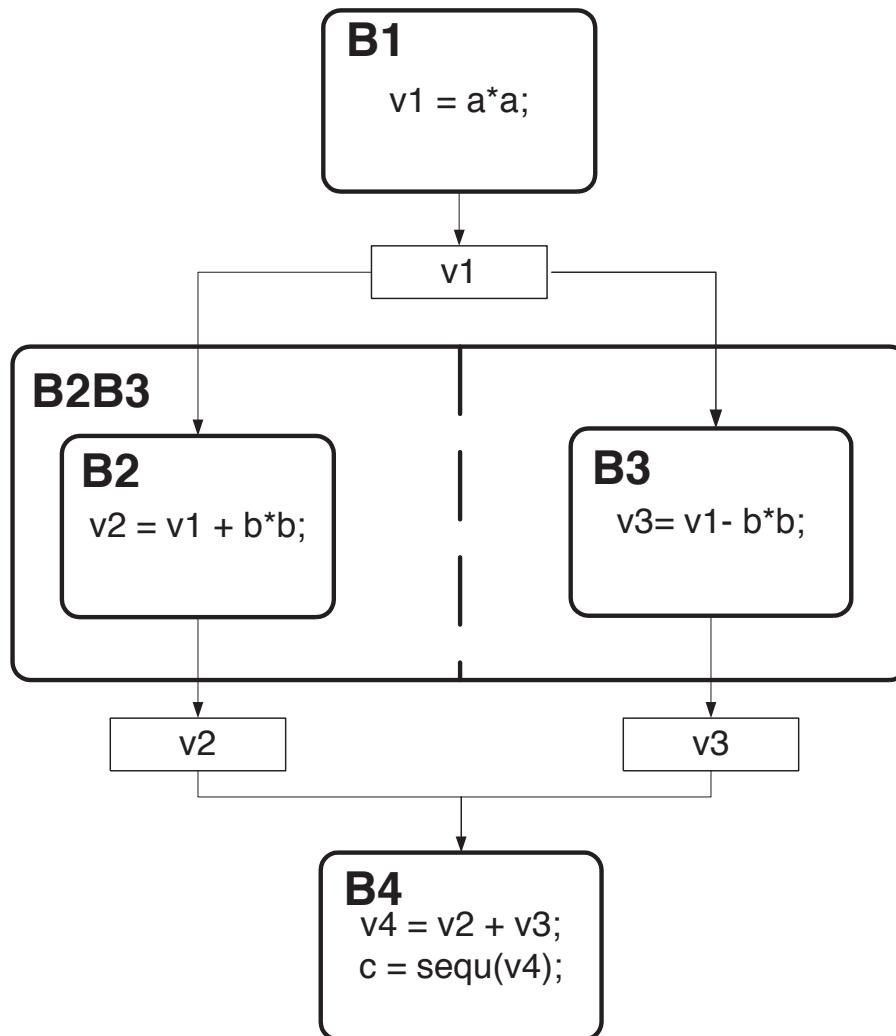 B1
v1 = a*a;
v1
B2B3
B2
v2 = v1 + b*b;
B3
v3= v1- b*b;
v2
v3
B4
v4 = v2 + v3;
c = sequ(v4);